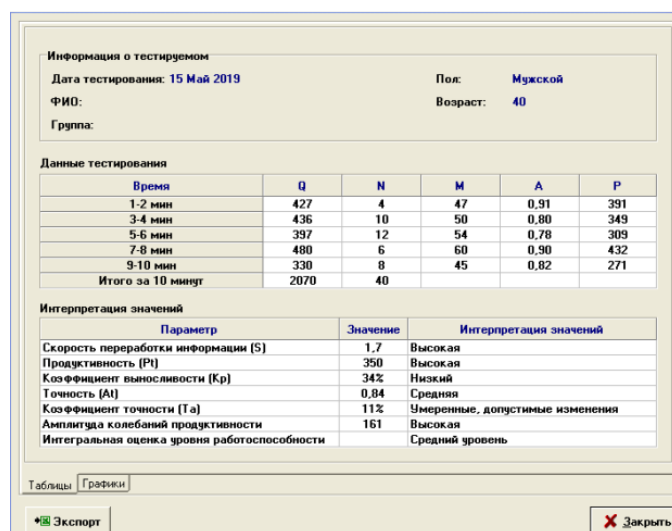 Информация о тестируемом
Дата тестирования: 15 Май 2019 Пол: Мужской
ФИО: Возраст: 40
Группа:
Данные тестирования
Время Q N M A P
1-2 мин 427 4 47 0,91 391
3-4 мин 436 10 50 0,80 349
5-6 мин 397 12 54 0,78 309
7-8 мин 480 6 60 0,90 432
9-10 мин 330 8 45 0,82 271
Итого за 10 минут 2070 40
Интерпретация значений
Параметр Значение Интерпретация значений
Скорость переработки информации (S) 1,7 Высокая
Продуктивность (Pt) 350 Высокая
Коэффициент выносливости (Кр) 34% Низкий
Точность (At) 0,84 Средняя
Коэффициент точности (Та) 11% Умеренные, допустимые изменения
Амплитуда колебаний продуктивности 161 Высокая
Интегральная оценка уровня работоспособности Средний уровень
Таблицы Графики
Экспорт Закрыть